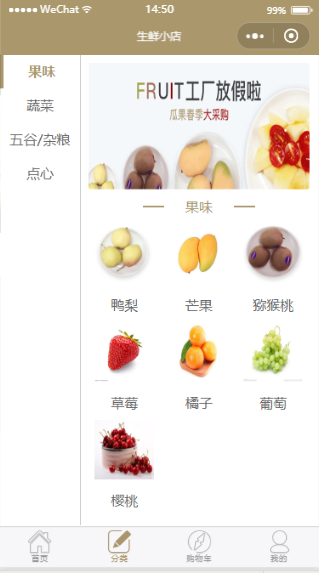 WeChat
14:50
99%
生鲜小店
果味
蔬菜
五谷/杂粮
点心
FRUIT工厂放假啦
瓜果春季大采购
果味
鸭梨
芒果
猕猴桃
草莓
橘子
葡萄
樱桃
首页
分类
购物车
我的